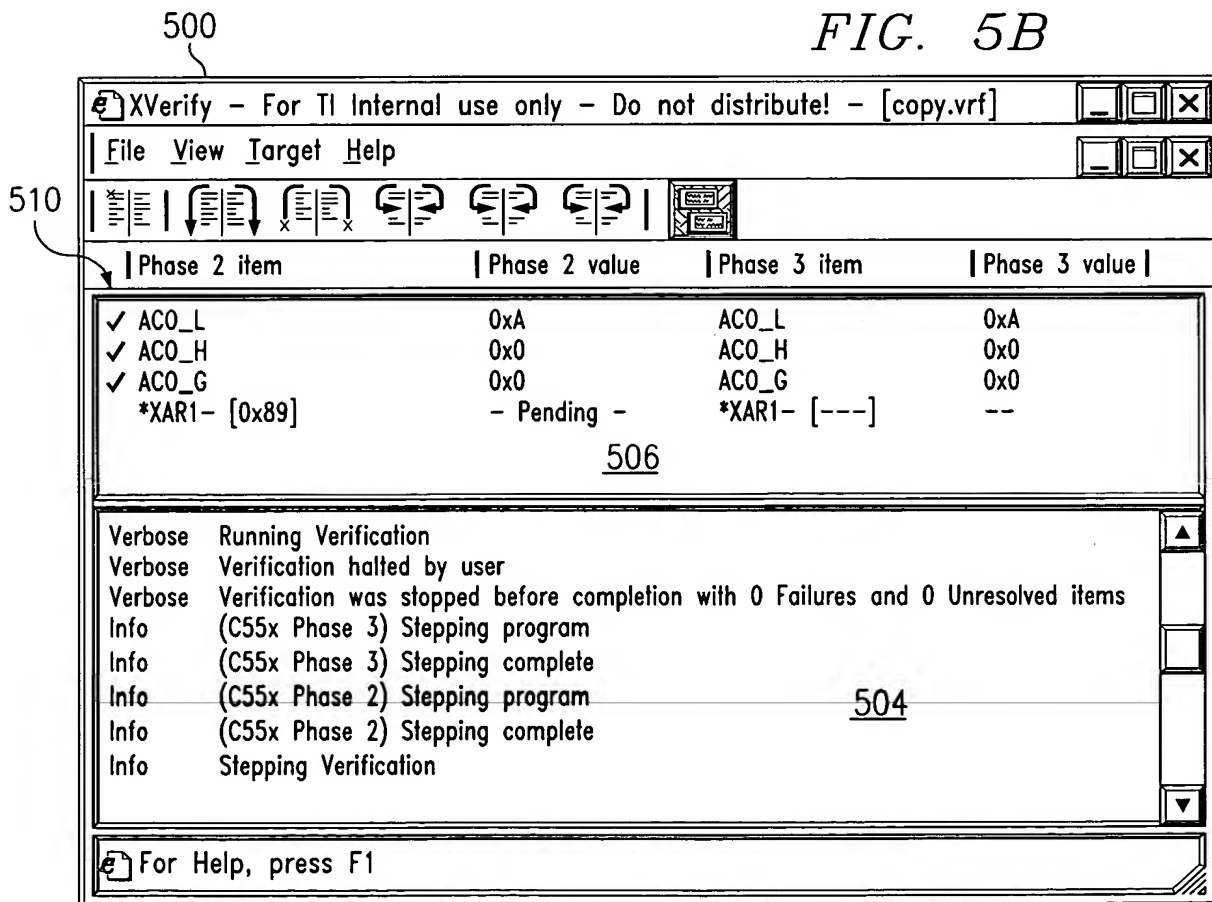 500
FIG. 5B
XVerify – For TI Internal use only – Do not distribute! – [copy.vrf]
File View Target Help
510
Phase 2 item Phase 2 value Phase 3 item Phase 3 value
✓ AC0_L 0xA AC0_L 0xA
✓ AC0_H 0x0 AC0_H 0x0
✓ AC0_G 0x0 AC0_G 0x0
*XAR1– [0x89] – Pending – *XAR1– [---] --
506
Verbose Running Verification
Verbose Verification halted by user
Verbose Verification was stopped before completion with 0 Failures and 0 Unresolved items
Info (C55x Phase 3) Stepping program
Info (C55x Phase 3) Stepping complete
Info (C55x Phase 2) Stepping program
504
Info (C55x Phase 2) Stepping complete
Info Stepping Verification
For Help, press F1